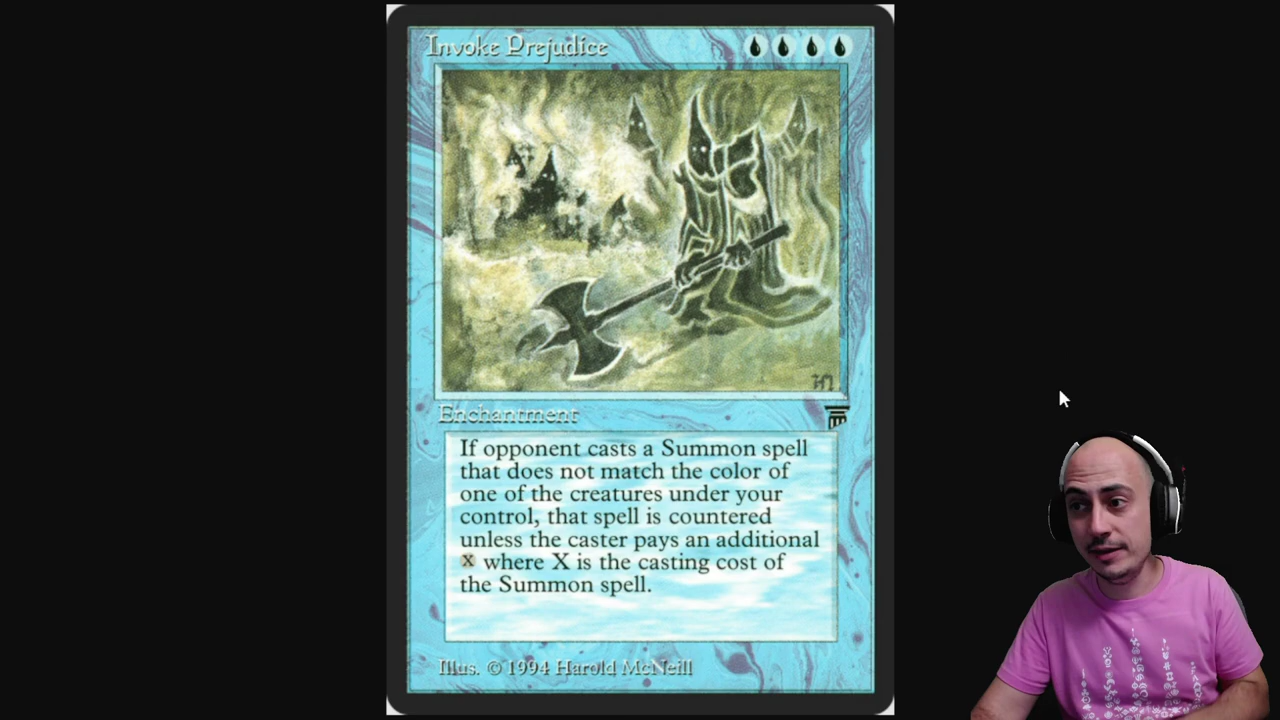 Invoke Prejudice
Enchantment
If opponent casts a Summon spell
that does not match the color of
one of the creatures under your
control, that spell is countered
unless the caster pays an additional
X where X is the casting cost of
the Summon spell.
Illus. © 1994 Harold McNeill